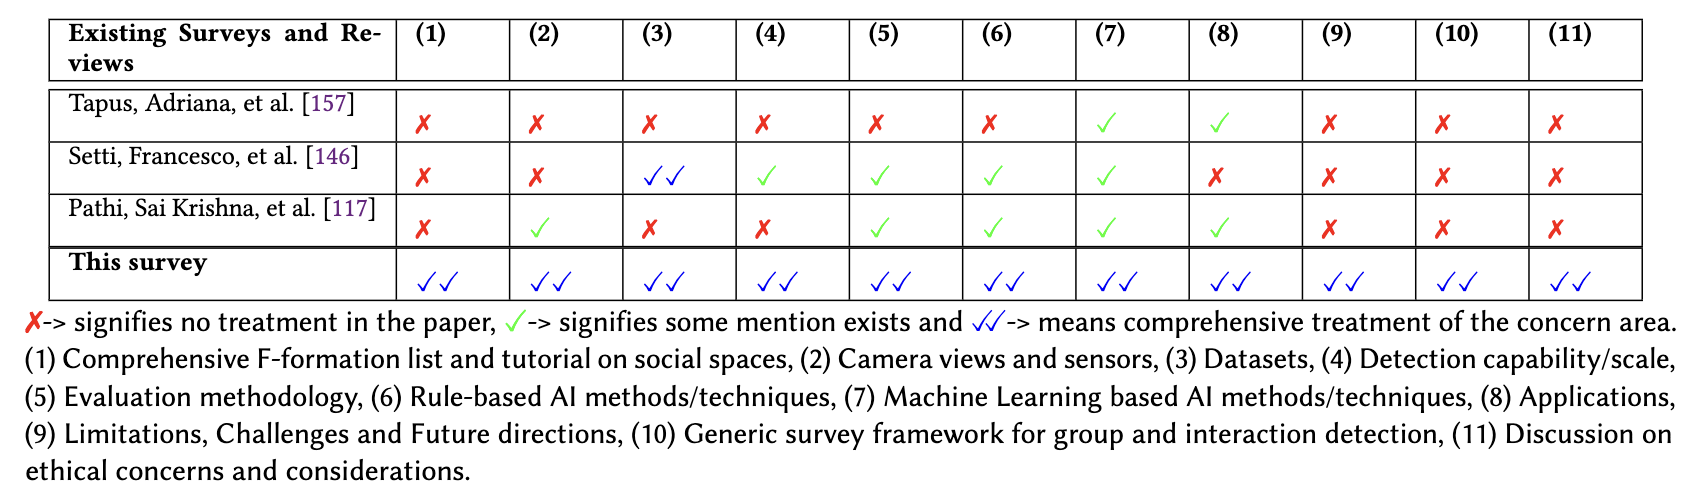 Existing Surveys and Re- (1) (2) (3) (4) (5) (6) (7) (8) (9) (10) (11)
views
Tapus, Adriana, et al. [157] ✗ ✗ ✗ ✗ ✗ ✗ ✓ ✓ ✗ ✗ ✗
Setti, Francesco, et al. [146] ✗ ✗ ✓✓ ✓ ✓ ✓ ✓ ✗ ✗ ✗ ✗
Pathi, Sai Krishna, et al. [117] ✗ ✓ ✗ ✗ ✓ ✓ ✓ ✓ ✗ ✗ ✗
This survey ✓✓ ✓✓ ✓✓ ✓✓ ✓✓ ✓✓ ✓✓ ✓✓ ✓✓ ✓✓ ✓✓
✗-> signifies no treatment in the paper, ✓-> signifies some mention exists and ✓✓-> means comprehensive treatment of the concern area.
(1) Comprehensive F-formation list and tutorial on social spaces, (2) Camera views and sensors, (3) Datasets, (4) Detection capability/scale,
(5) Evaluation methodology, (6) Rule-based AI methods/techniques, (7) Machine Learning based AI methods/techniques, (8) Applications,
(9) Limitations, Challenges and Future directions, (10) Generic survey framework for group and interaction detection, (11) Discussion on
ethical concerns and considerations.